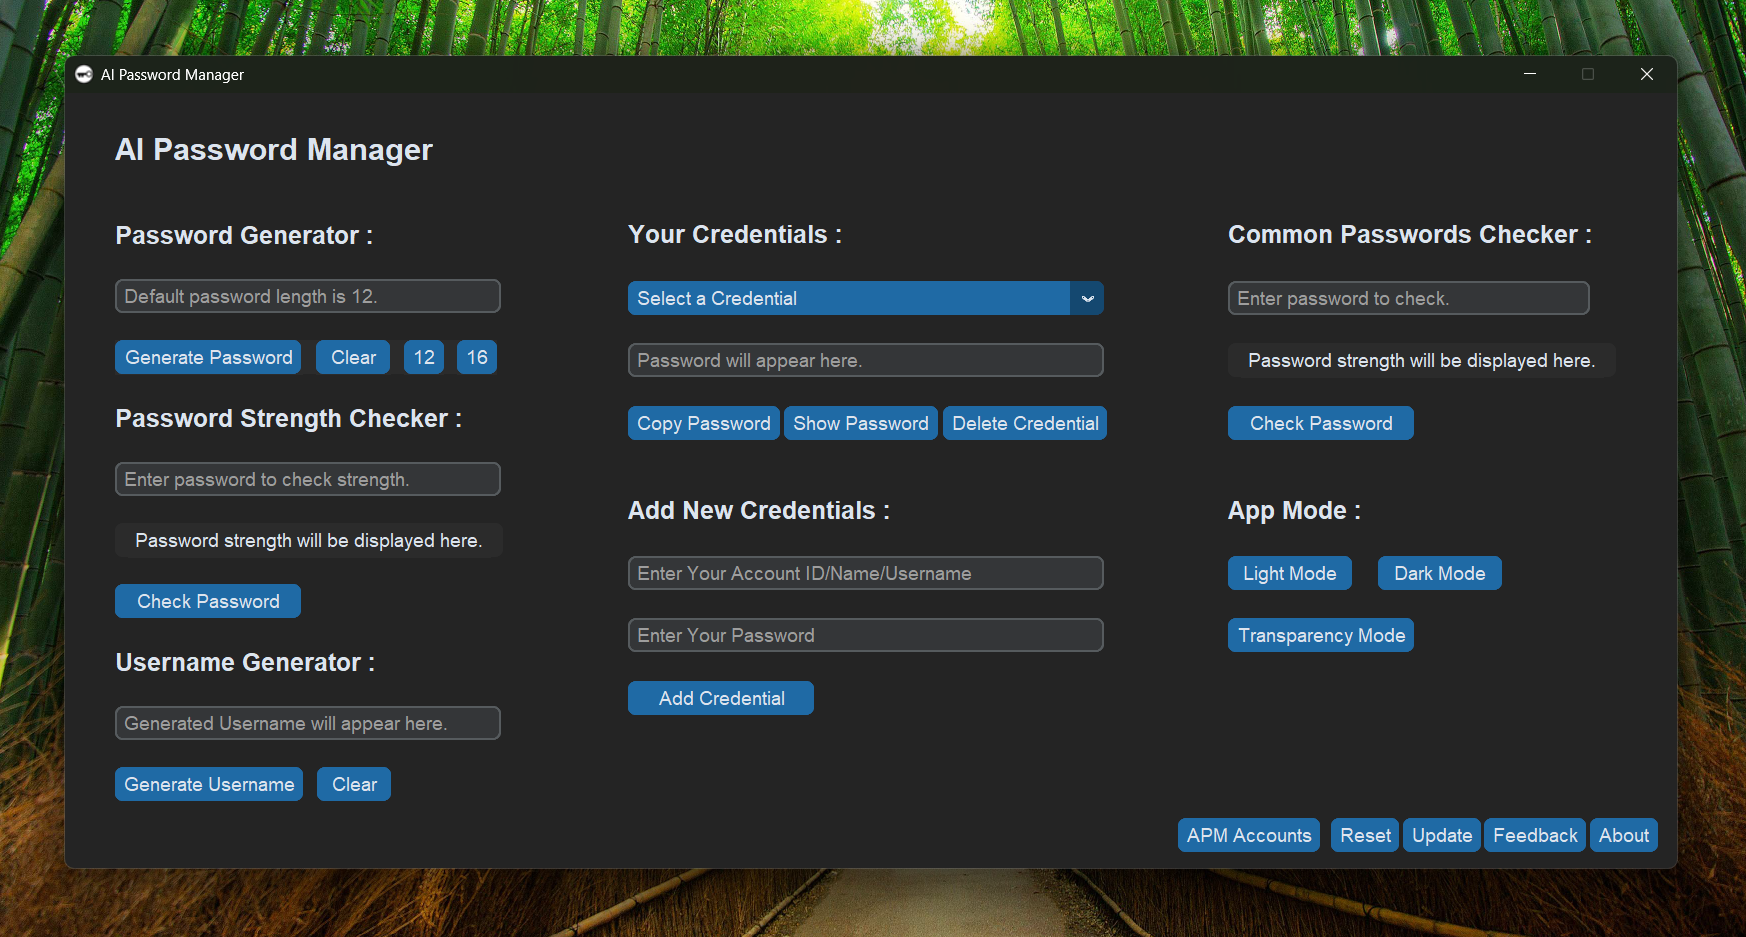 AI Password Manager
AI Password Manager
Password Generator :
Default password length is 12.
Generate Password
Clear
12
16
Password Strength Checker :
Enter password to check strength.
Password strength will be displayed here.
Check Password
Username Generator :
Generated Username will appear here.
Generate Username
Clear
Your Credentials :
Select a Credential
Password will appear here.
Copy Password
Show Password
Delete Credential
Add New Credentials :
Enter Your Account ID/Name/Username
Enter Your Password
Add Credential
Common Passwords Checker :
Enter password to check.
Password strength will be displayed here.
Check Password
App Mode :
Light Mode
Dark Mode
Transparency Mode
APM Accounts
Reset
Update
Feedback
About